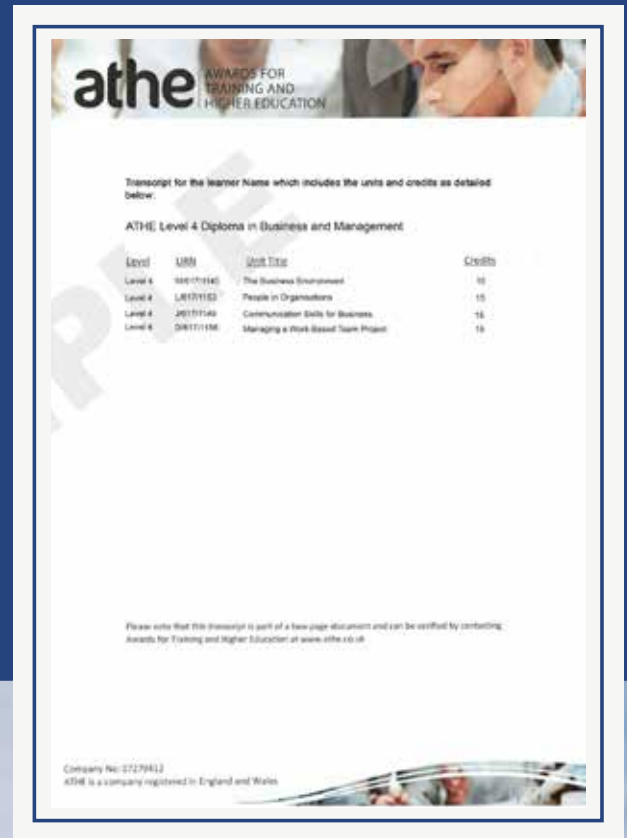 athe AWARDS FOR
TRAINING AND
HIGHER EDUCATION
Transcript for the learner Name which includes the units and credits as detailed
below:
ATHE Level 4 Diploma in Business and Management
Level URN Unit Title Credits
Level 4 The Business Environment 15
Level 4 People in Organisations 15
Level 4 Communication Skills for Business 15
Level 4 Managing a Work Based Team Project 15
Please note that this transcript is part of a two page document and can be verified by contacting
Awards for Training and Higher Education at www.athe.co.uk
Company No: 07279412
ATHE is a company registered in England and Wales